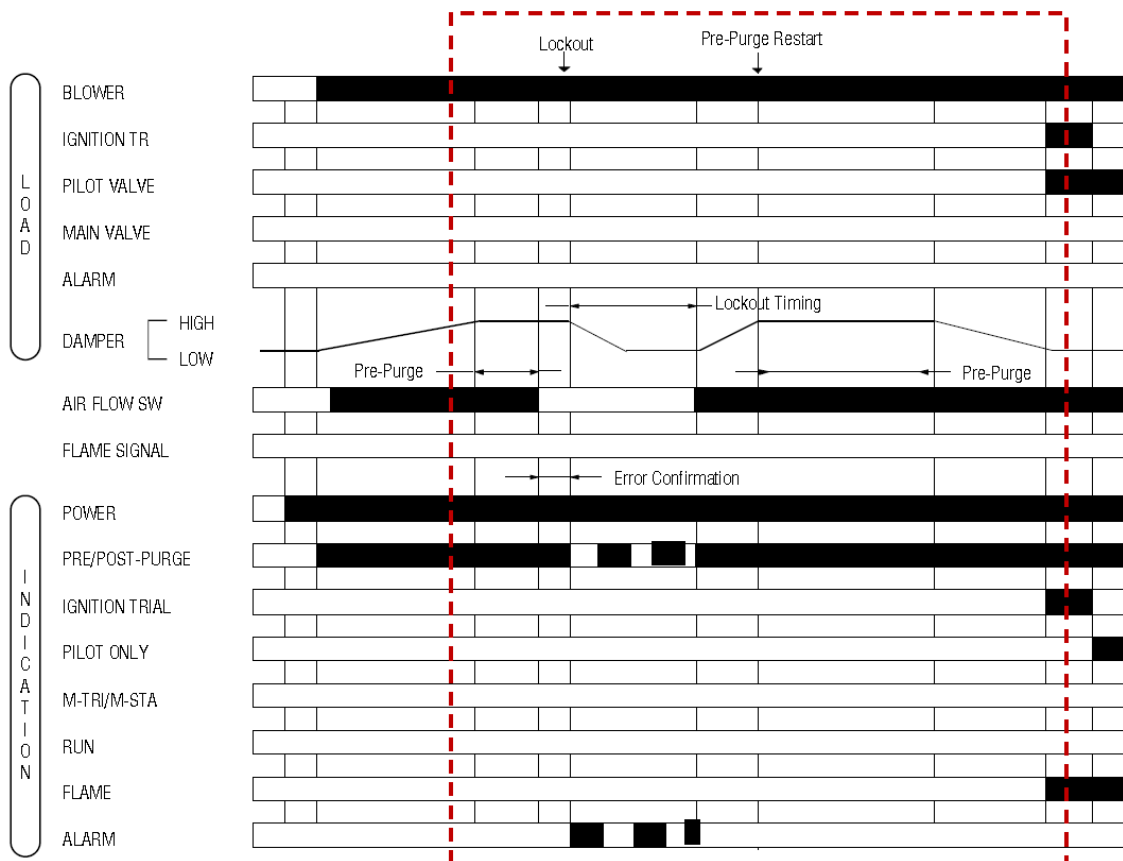 Lockout
Pre-Purge Restart
LOAD
BLOWER
IGNITION TR
PILOT VALVE
MAIN VALVE
ALARM
Lockout Timing
DAMPER
HIGH
LOW
Pre-Purge
Pre-Purge
AIR FLOW SW
FLAME SIGNAL
Error Confirmation
INDICATION
POWER
PRE/POST-PURGE
IGNITION TRIAL
PILOT ONLY
M-TRI/M-STA
RUN
FLAME
ALARM